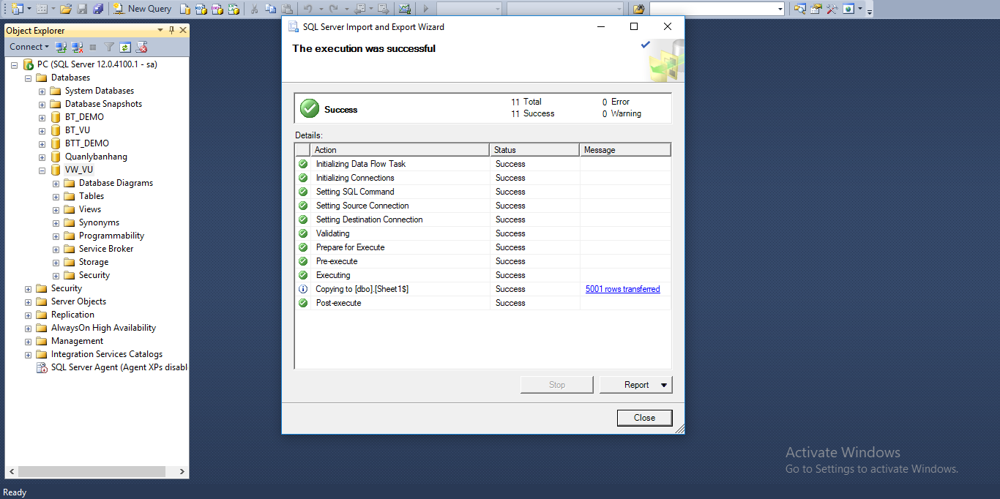 New Query
Object Explorer
Connect
PC (SQL Server 12.0.4100.1 - sa)
Databases
System Databases
Database Snapshots
BT_DEMO
BT_VU
BTT_DEMO
Quanlybanhang
VW_VU
Database Diagrams
Tables
Views
Synonyms
Programmability
Service Broker
Storage
Security
Security
Server Objects
Replication
AlwaysOn High Availability
Management
Integration Services Catalogs
SQL Server Agent (Agent XPs disabl
SQL Server Import and Export Wizard
The execution was successful
Success
11 Total 0 Error
11 Success 0 Warning
Details:
Action Status Message
Initializing Data Flow Task Success
Initializing Connections Success
Setting SQL Command Success
Setting Source Connection Success
Setting Destination Connection Success
Validating Success
Prepare for Execute Success
Pre-execute Success
Executing Success
Copying to [dbo].[Sheet1$] Success 5001 rows transferred
Post-execute Success
Stop Report
Close
Activate Windows
Go to Settings to activate Windows.
Ready